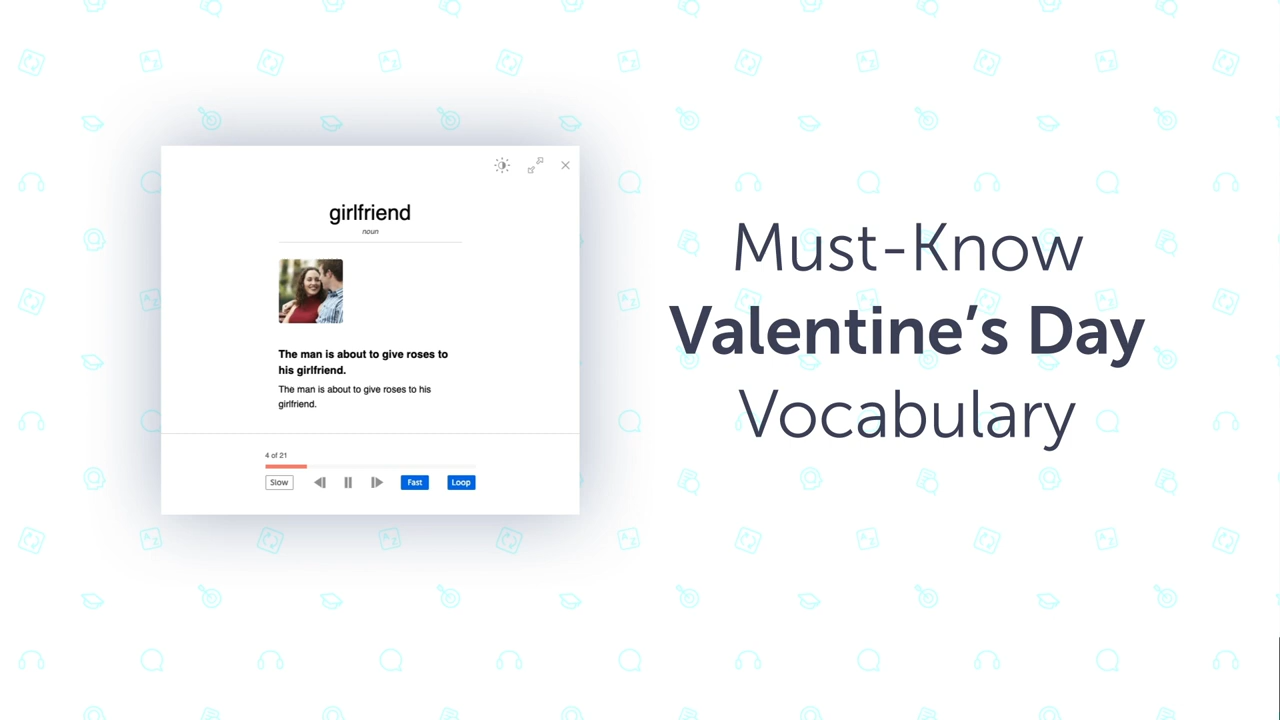 girlfriend
noun
The man is about to give roses to
his girlfriend.
The man is about to give roses to his
girlfriend.
4 of 21
Slow
Fast
Loop
Must-Know
Valentine's Day
Vocabulary